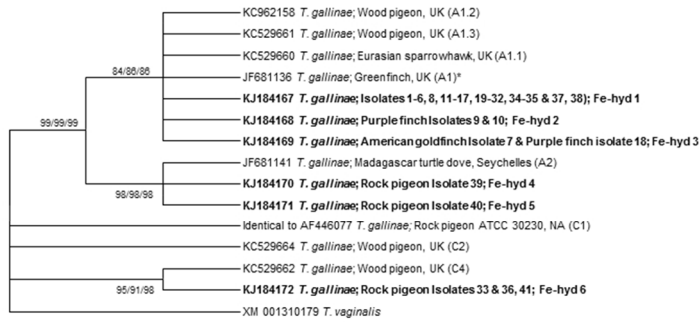 KC962158 T. gallinae; Wood pigeon, UK (A1.2)
KC529661 T. gallinae; Wood pigeon, UK (A1.3)
KC529660 T. gallinae; Eurasian sparrowhawk, UK (A1.1)
84/86/86
JF681136 T. gallinae; Greenfinch, UK (A1)*
KJ184167 T. gallinae; Isolates 1-6, 8, 11-17, 19-32, 34-35 & 37, 38); Fe-hyd 1
KJ184168 T. gallinae; Purple finch Isolates 9 & 10; Fe-hyd 2
99/99/99
KJ184169 T. gallinae; American goldfinch Isolate 7 & Purple finch isolate 18; Fe-hyd 3
JF681141 T. gallinae; Madagascar turtle dove, Seychelles (A2)
KJ184170 T. gallinae; Rock pigeon Isolate 39; Fe-hyd 4
98/98/98
KJ184171 T. gallinae; Rock pigeon Isolate 40; Fe-hyd 5
Identical to AF446077 T. gallinae; Rock pigeon ATCC 30230, NA (C1)
KC529664 T. gallinae; Wood pigeon, UK (C2)
KC529662 T. gallinae; Wood pigeon, UK (C4)
95/91/98
KJ184172 T. gallinae; Rock pigeon Isolates 33 & 36, 41; Fe-hyd 6
XM 001310179 T. vaginalis